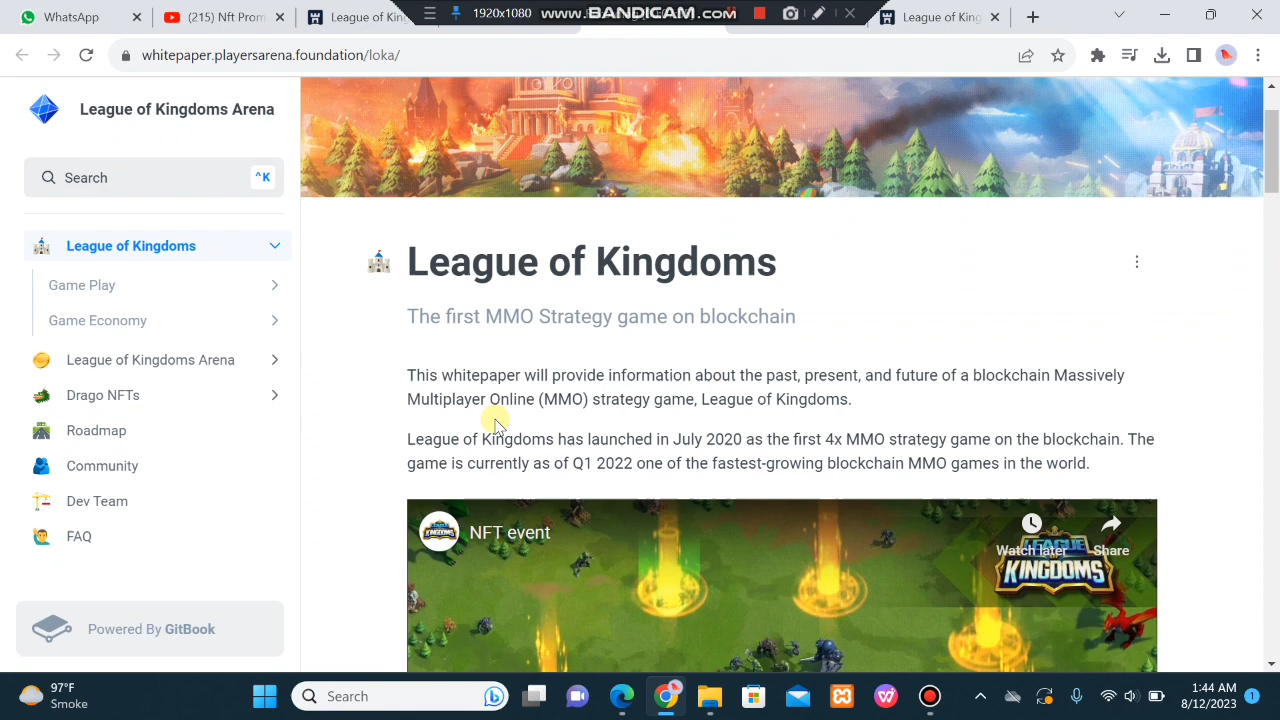 (215) NFT
League of King
1920x1080
WWW.BANDICAM.COM
League of King
whitepaper.playersarena.foundation/loka/
League of Kingdoms Arena
Search
^K
League of Kingdoms
Game Play
Game Economy
League of Kingdoms Arena
Drago NFTs
Roadmap
Community
Dev Team
FAQ
Powered By GitBook
League of Kingdoms
The first MMO Strategy game on blockchain
This whitepaper will provide information about the past, present, and future of a blockchain Massively
Multiplayer Online (MMO) strategy game, League of Kingdoms.
League of Kingdoms has launched in July 2020 as the first 4x MMO strategy game on the blockchain. The
game is currently as of Q1 2022 one of the fastest-growing blockchain MMO games in the world.
NFT event
Watch later
Share
LEAGUE OF
KINGDOMS
97°F
Smoke
Search
1:44 AM
8/12/2023
1